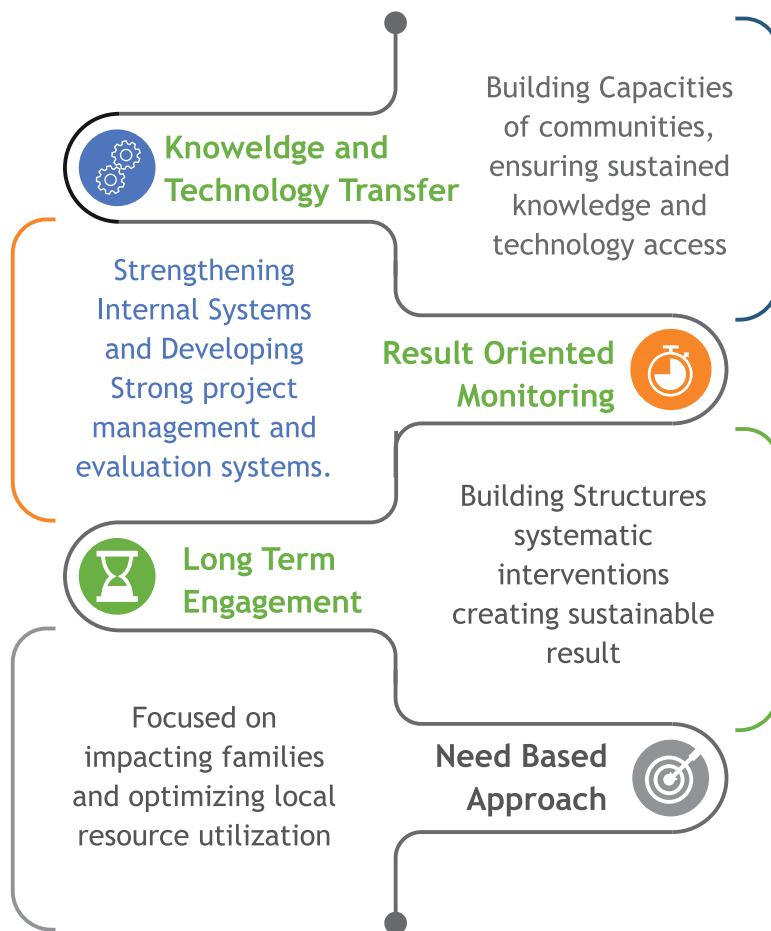 Knoweldge and
Technology Transfer
Building Capacities
of communities,
ensuring sustained
knowledge and
technology access
Result Oriented
Monitoring
Strengthening
Internal Systems
and Developing
Strong project
management and
evaluation systems.
Long Term
Engagement
Building Structures
systematic
interventions
creating sustainable
result
Need Based
Approach
Focused on
impacting families
and optimizing local
resource utilization